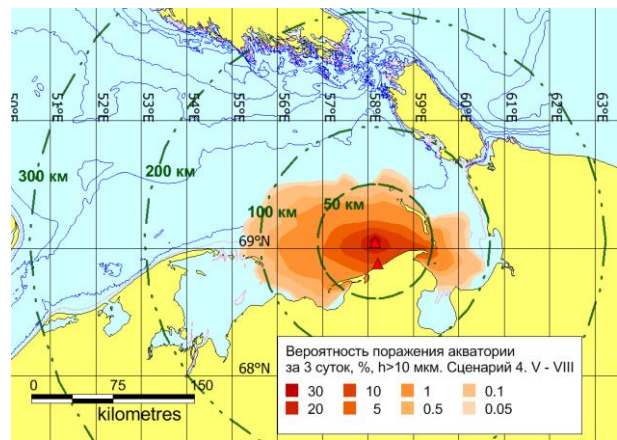 50°E
51°E
52°E
53°E
54°E
55°E
56°E
57°E
58°E
59°E
60°E
61°E
62°E
63°E
300 км
200 км
100 км
50 км
69°N
68°N
Вероятность поражения акватории
за 3 суток, %, h>10 мкм. Сценарий 4. V - VIII
30 10 1 0.1
20 5 0.5 0.05
0 75 150
kilometres